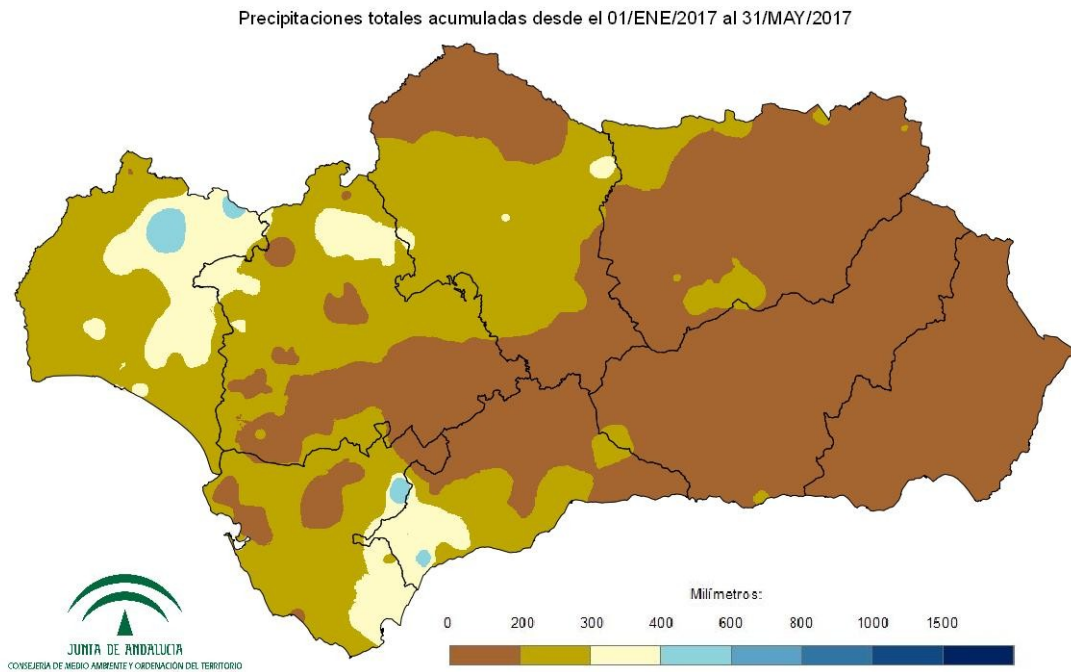 Precipitaciones totales acumuladas desde el 01/ENE/2017 al 31/MAY/2017
Milímetros:
0 200 300 400 600 800 1000 1500
JUNTA DE ANDALUCIA
CONSEJERIA DE MEDIO AMBIENTE Y ORDENACIÓN DEL TERRITORIO